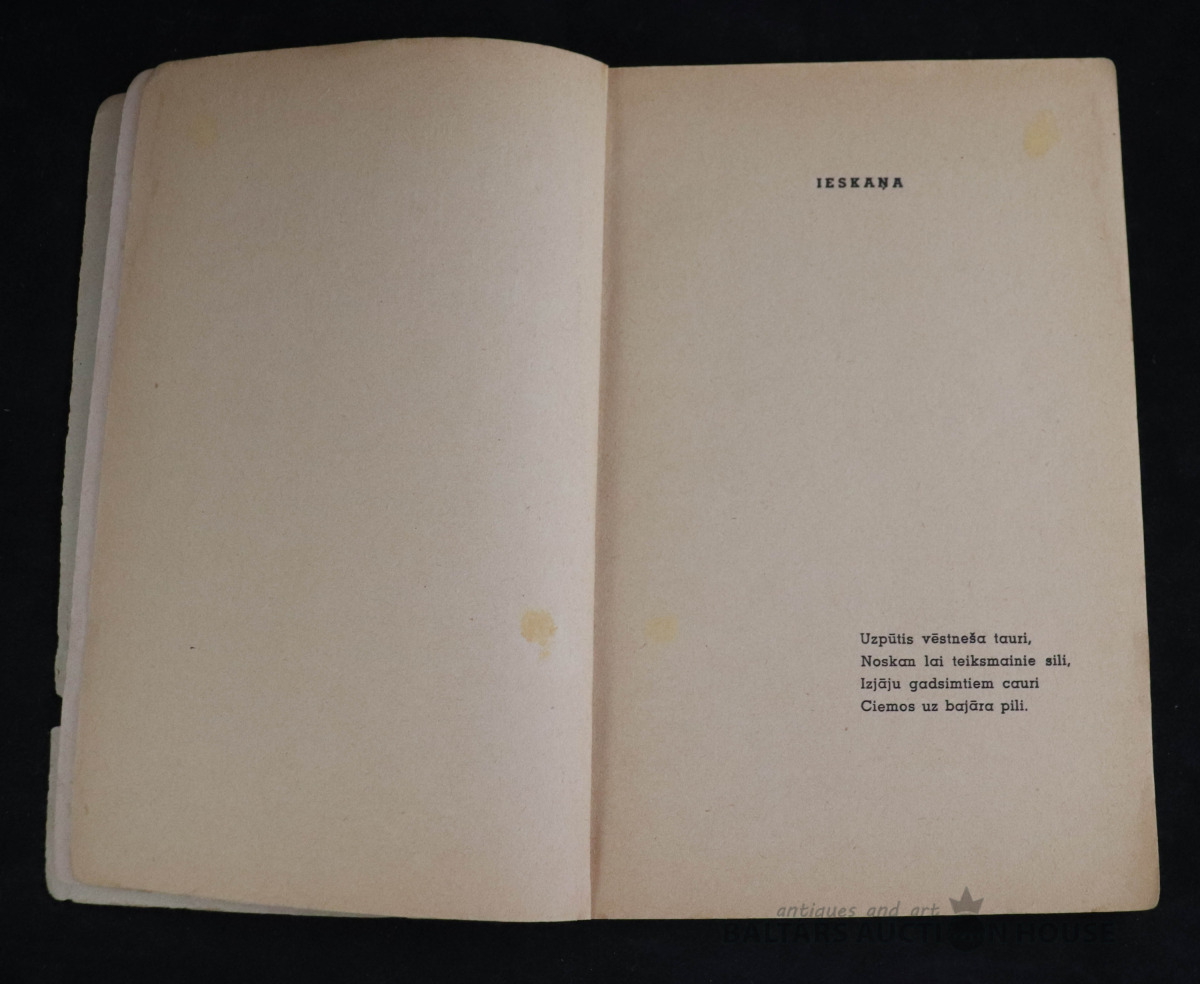 IESKAŅA
Uzpūtis vēstneša tauri,
Noskan lai teiksmainie sili,
Izjāju gadsimtiem cauri
Ciemos uz bajāra pili.
antiques and art
BALTARS AUCTION HOUSE